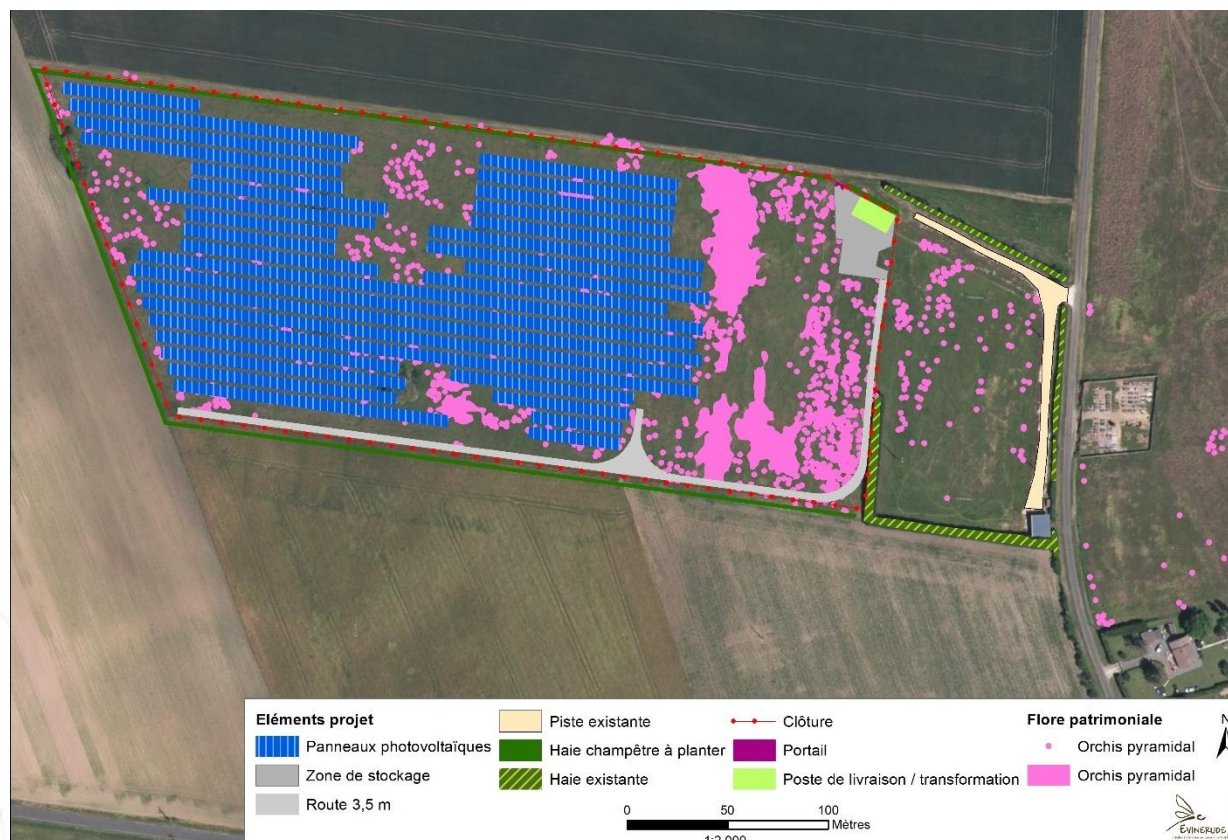 Eléments projet
Panneaux photovoltaïques
Zone de stockage
Route 3,5 m
Piste existante
Haie champêtre à planter
Haie existante
Clôture
Portail
Poste de livraison / transformation
Flore patrimoniale
Orchis pyramidal
Orchis pyramidal
N
0 50 100
Mètres
1:2 000
EVINERUDE